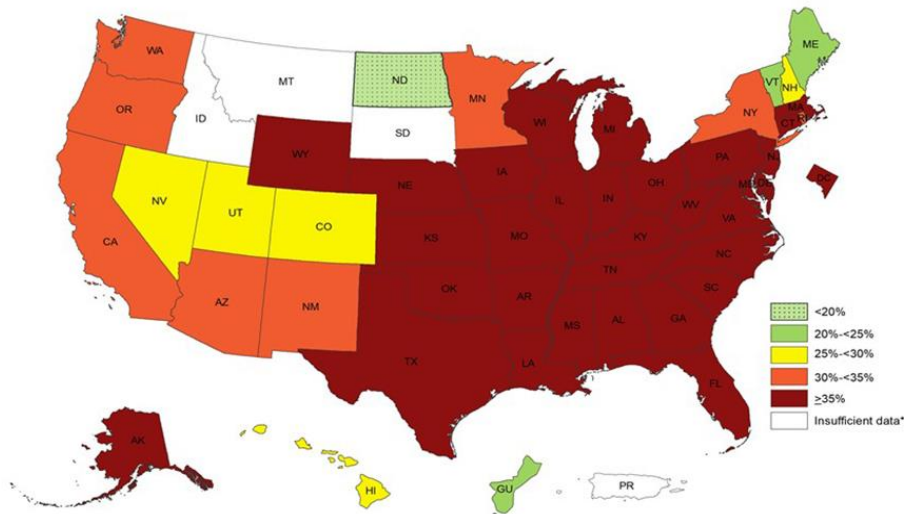 WA
MT
ND
MN
ME
VT
NH
OR
ID
SD
WI
MI
NY
MA
CT
RI
WY
IA
PA
NJ
NE
IL
IN
OH
DE
DC
NV
UT
CO
WV
VA
CA
KS
MO
KY
NC
TN
AZ
NM
OK
AR
SC
MS
AL
GA
TX
LA
FL
<20%
20%-<25%
25%-<30%
30%-<35%
≥35%
Insufficient data*
AK
HI
GU
PR